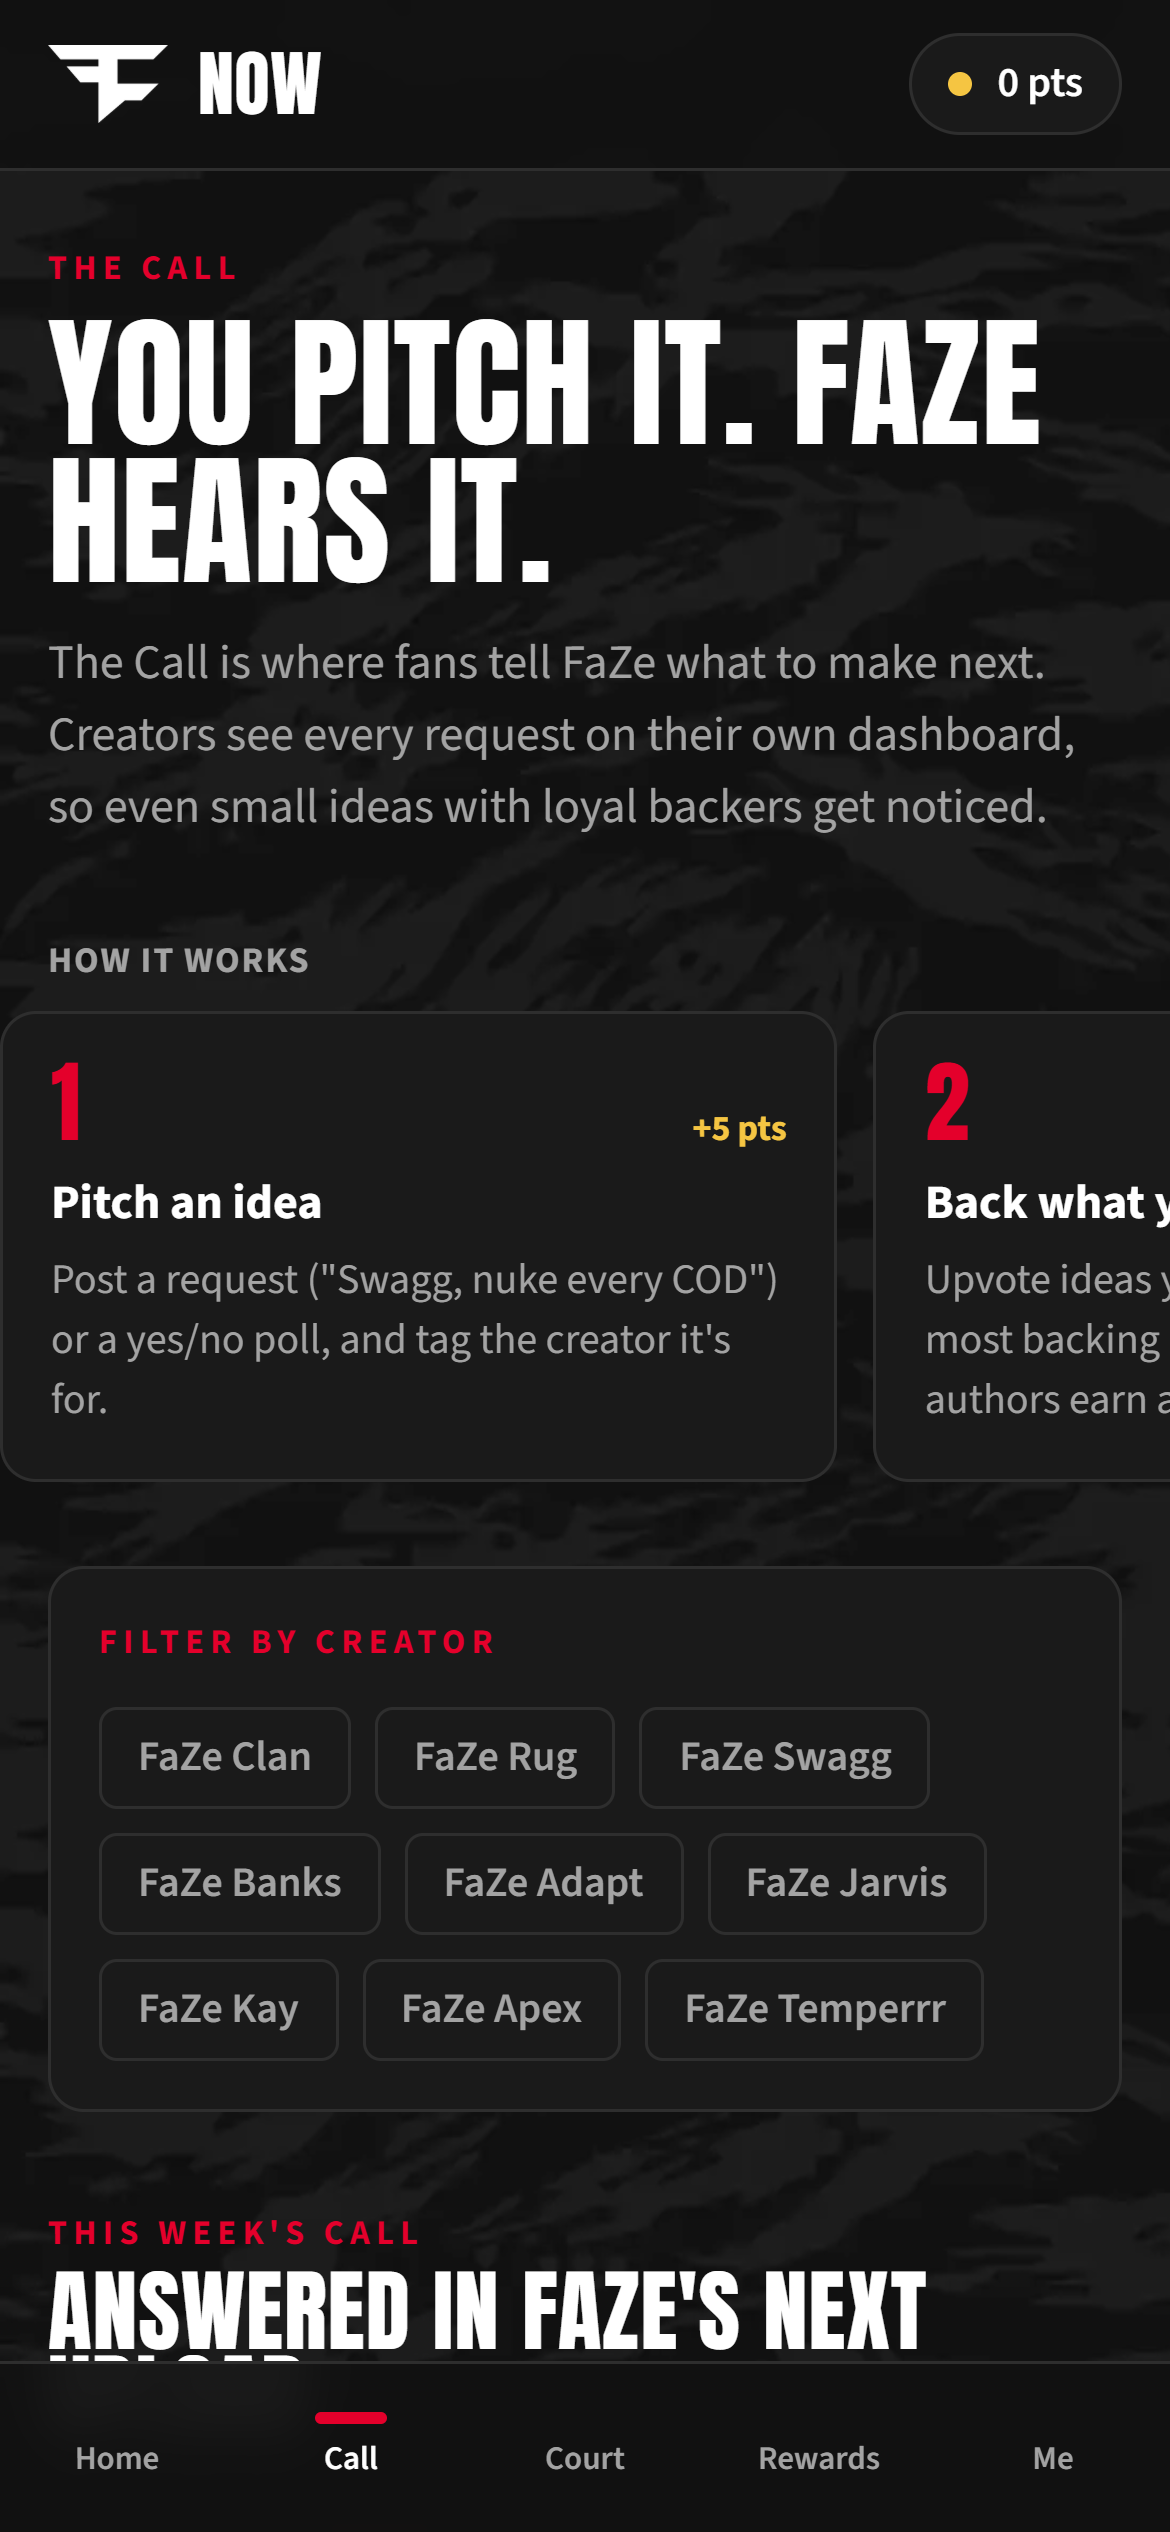 NOW
0 pts
THE CALL
YOU PITCH IT. FAZE
HEARS IT.
The Call is where fans tell FaZe what to make next.
Creators see every request on their own dashboard,
so even small ideas with loyal backers get noticed.
HOW IT WORKS
1
+5 pts
Pitch an idea
Post a request ("Swagg, nuke every COD")
or a yes/no poll, and tag the creator it's
for.
2
Back what y
Upvote ideas y
most backing
authors earn a
FILTER BY CREATOR
FaZe Clan
FaZe Rug
FaZe Swagg
FaZe Banks
FaZe Adapt
FaZe Jarvis
FaZe Kay
FaZe Apex
FaZe Temperrr
THIS WEEK'S CALL
ANSWERED IN FAZE'S NEXT
Home
Call
Court
Rewards
Me